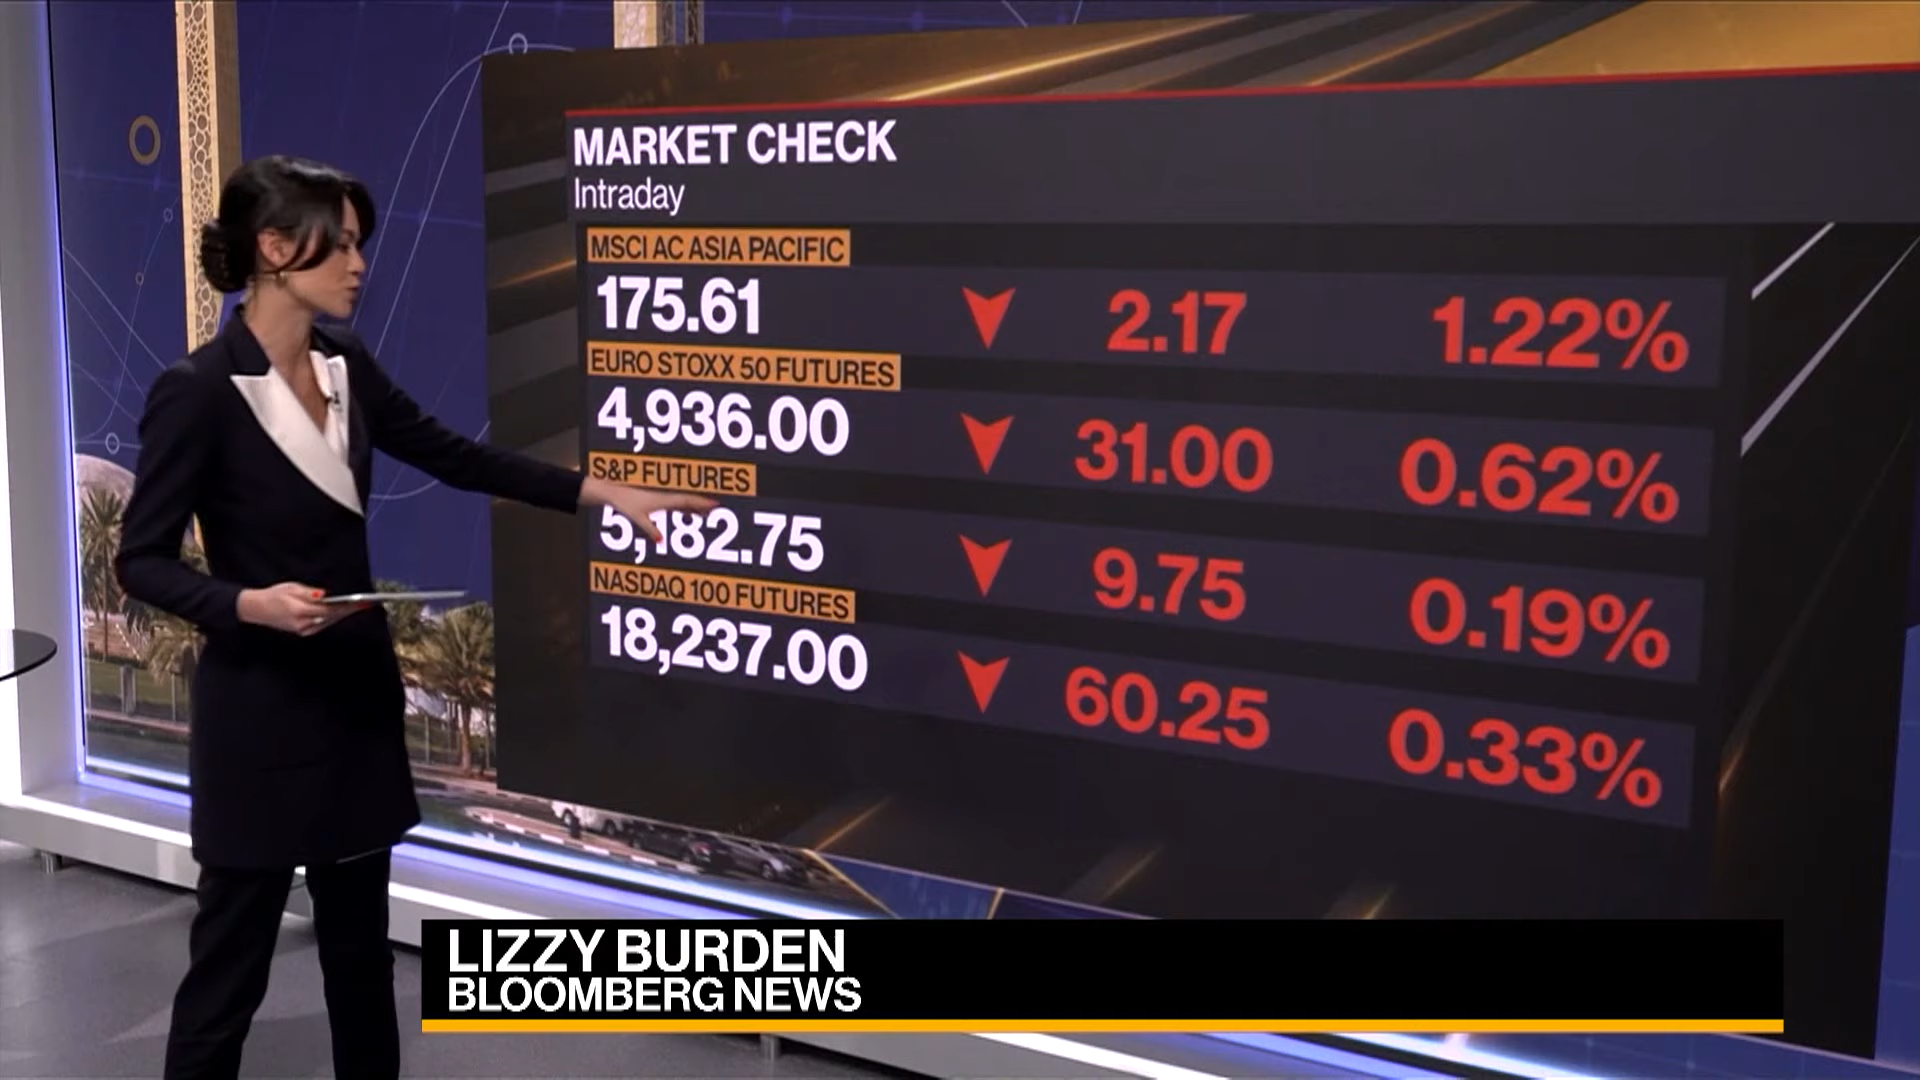 MARKET CHECK
Intraday
MSCI AC ASIA PACIFIC
175.61 2.17 1.22%
EURO STOXX 50 FUTURES
4,936.00 31.00 0.62%
S&P FUTURES
5,182.75 9.75 0.19%
NASDAQ 100 FUTURES
18,237.00 60.25 0.33%
LIZZY BURDEN
BLOOMBERG NEWS